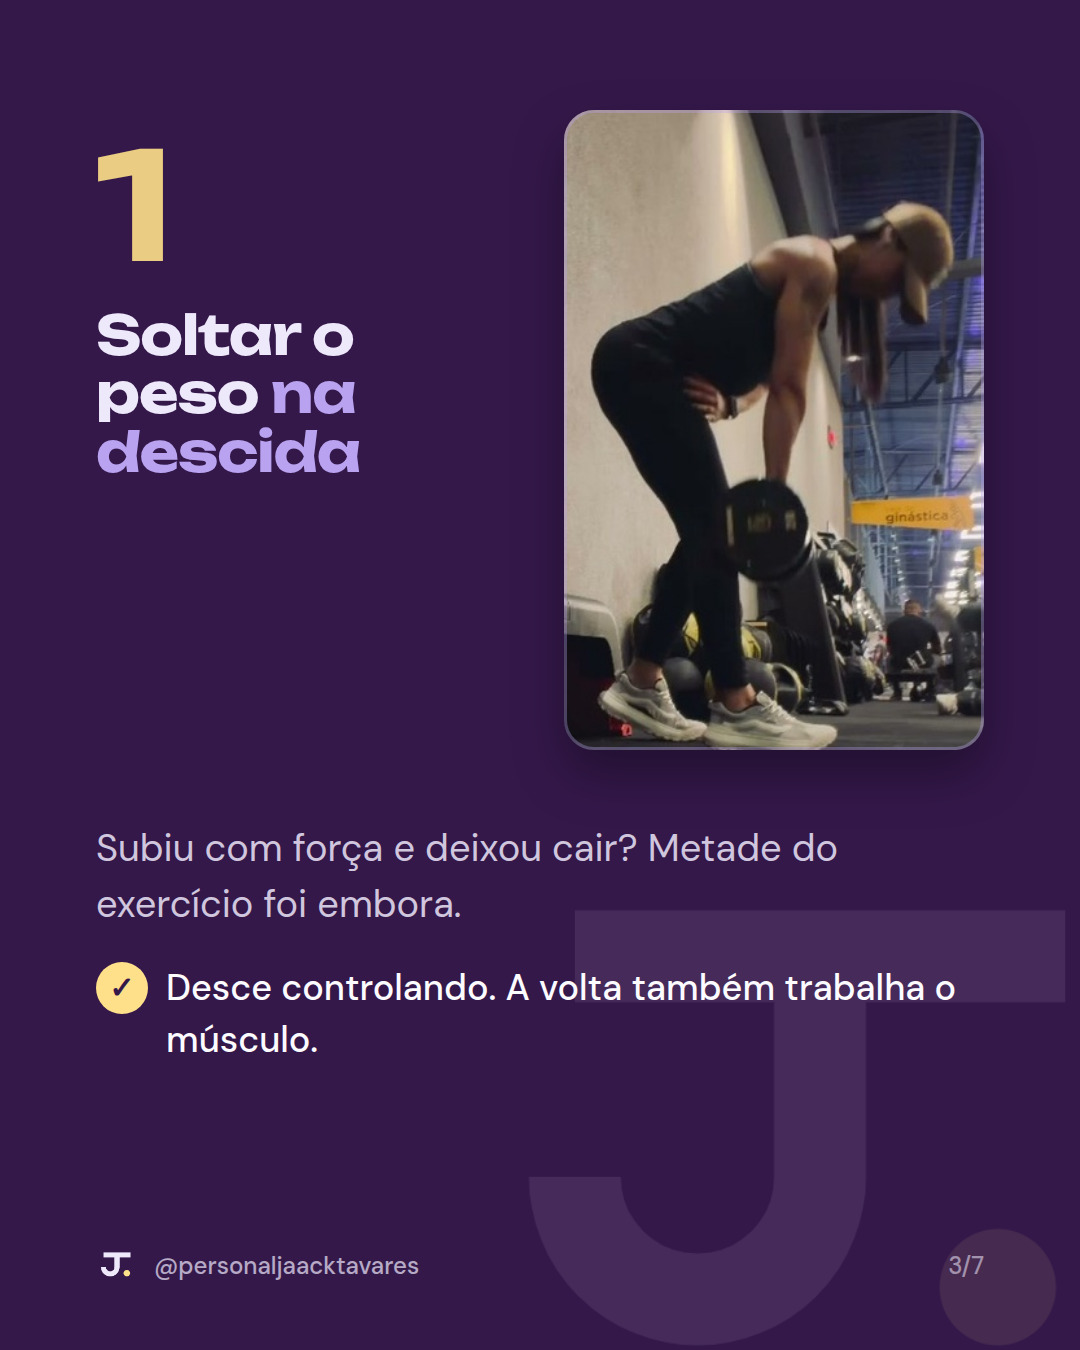 1
Soltar o
peso na
descida
ginástica
Subiu com força e deixou cair? Metade do
exercício foi embora.
✓ Desce controlando. A volta também trabalha o
músculo.
J. @personaljaacktavares
3/7